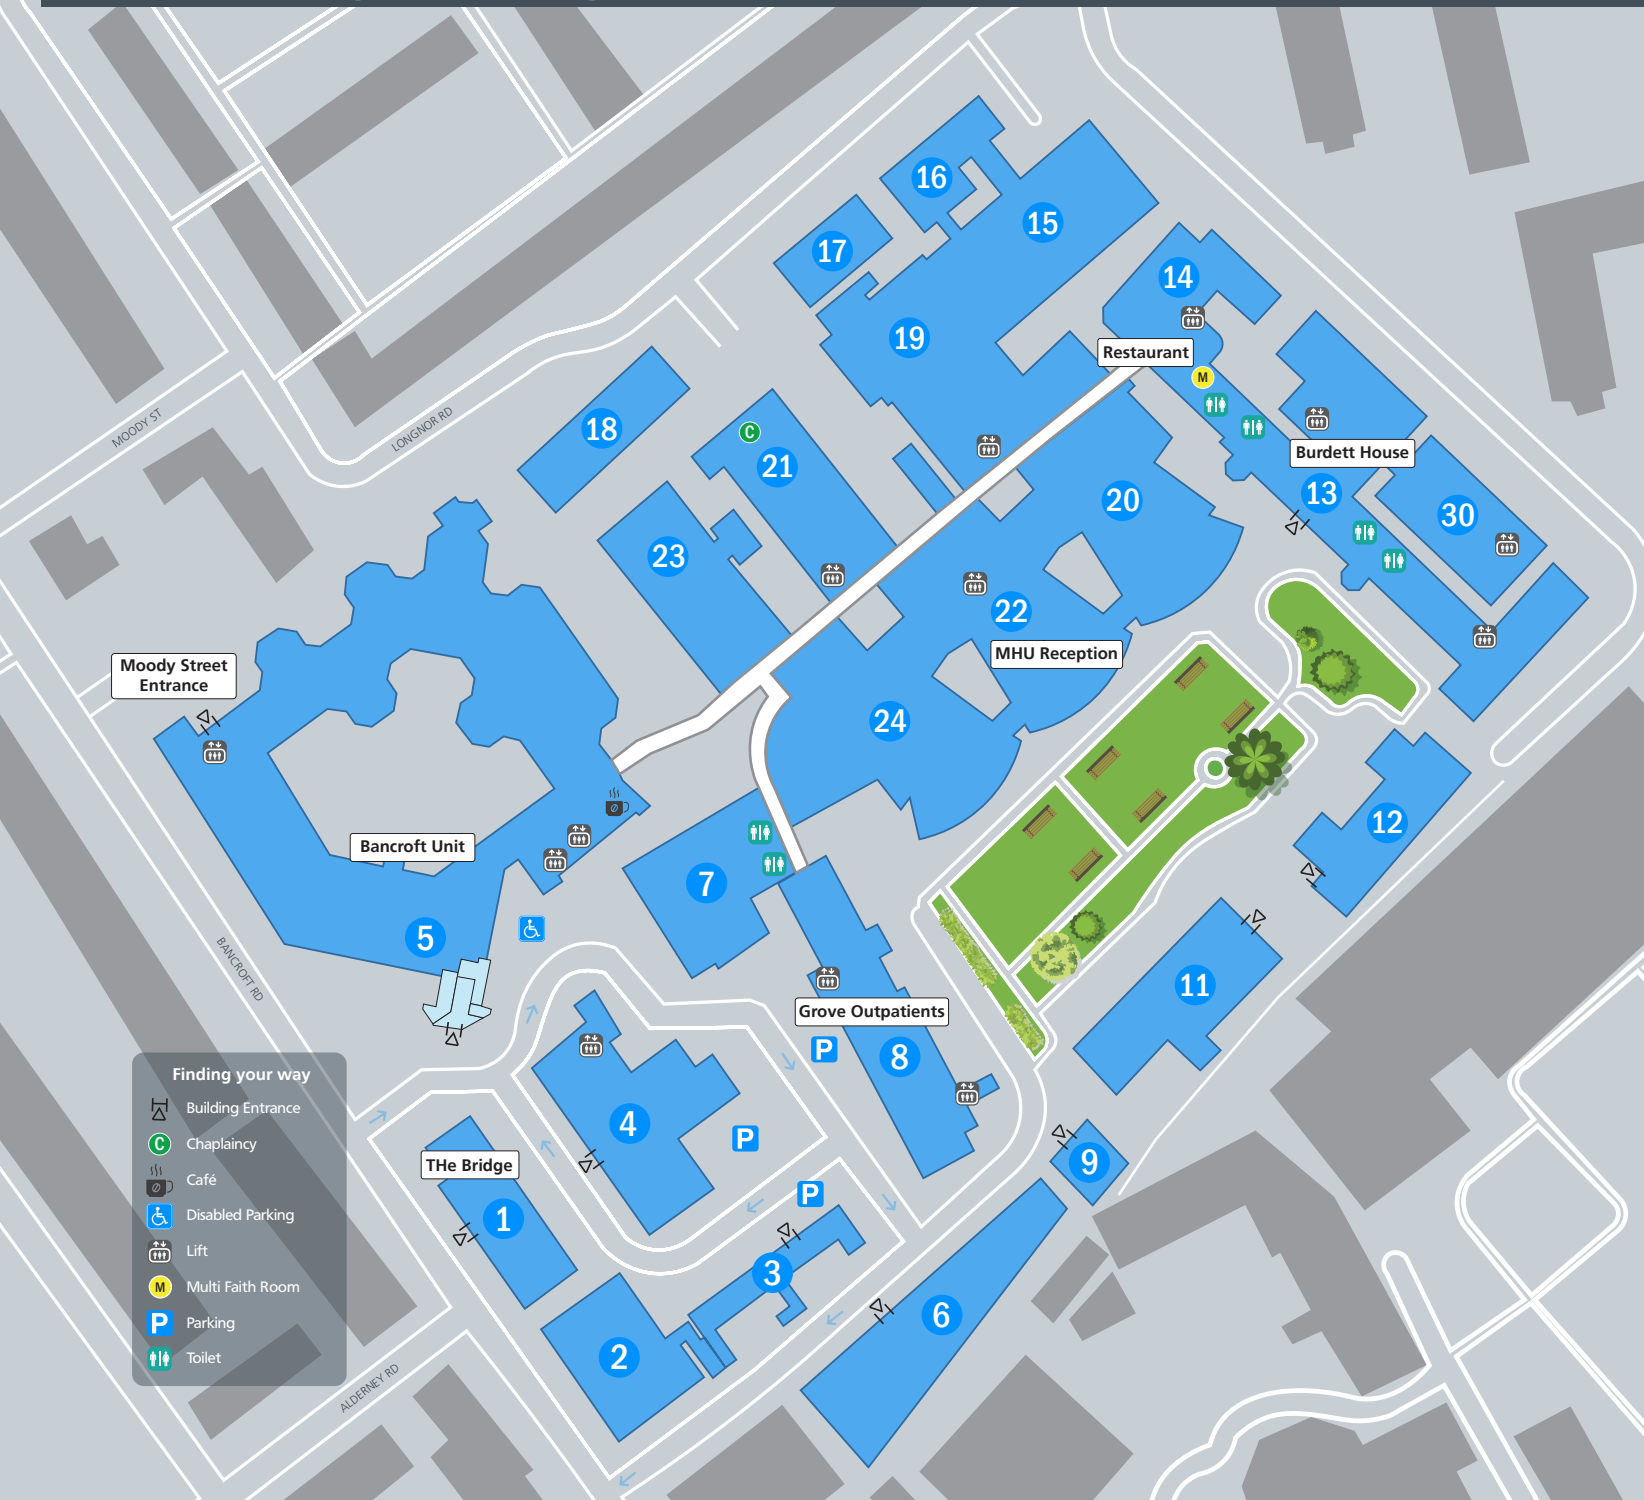 16
15
17
14
19
Restaurant
M
MOODY ST
LONGNOR RD
18
C
21
Burdett House
20
13
30
23
22
MHU Reception
Moody Street
Entrance
24
12
Bancroft Unit
7
5
BANCROFT RD
11
Grove Outpatients
P
8
4
P
9
THe Bridge
P
1
3
6
2
ALDERNEY RD
Finding your way
Building Entrance
C Chaplaincy
Café
Disabled Parking
Lift
M Multi Faith Room
P Parking
Toilet